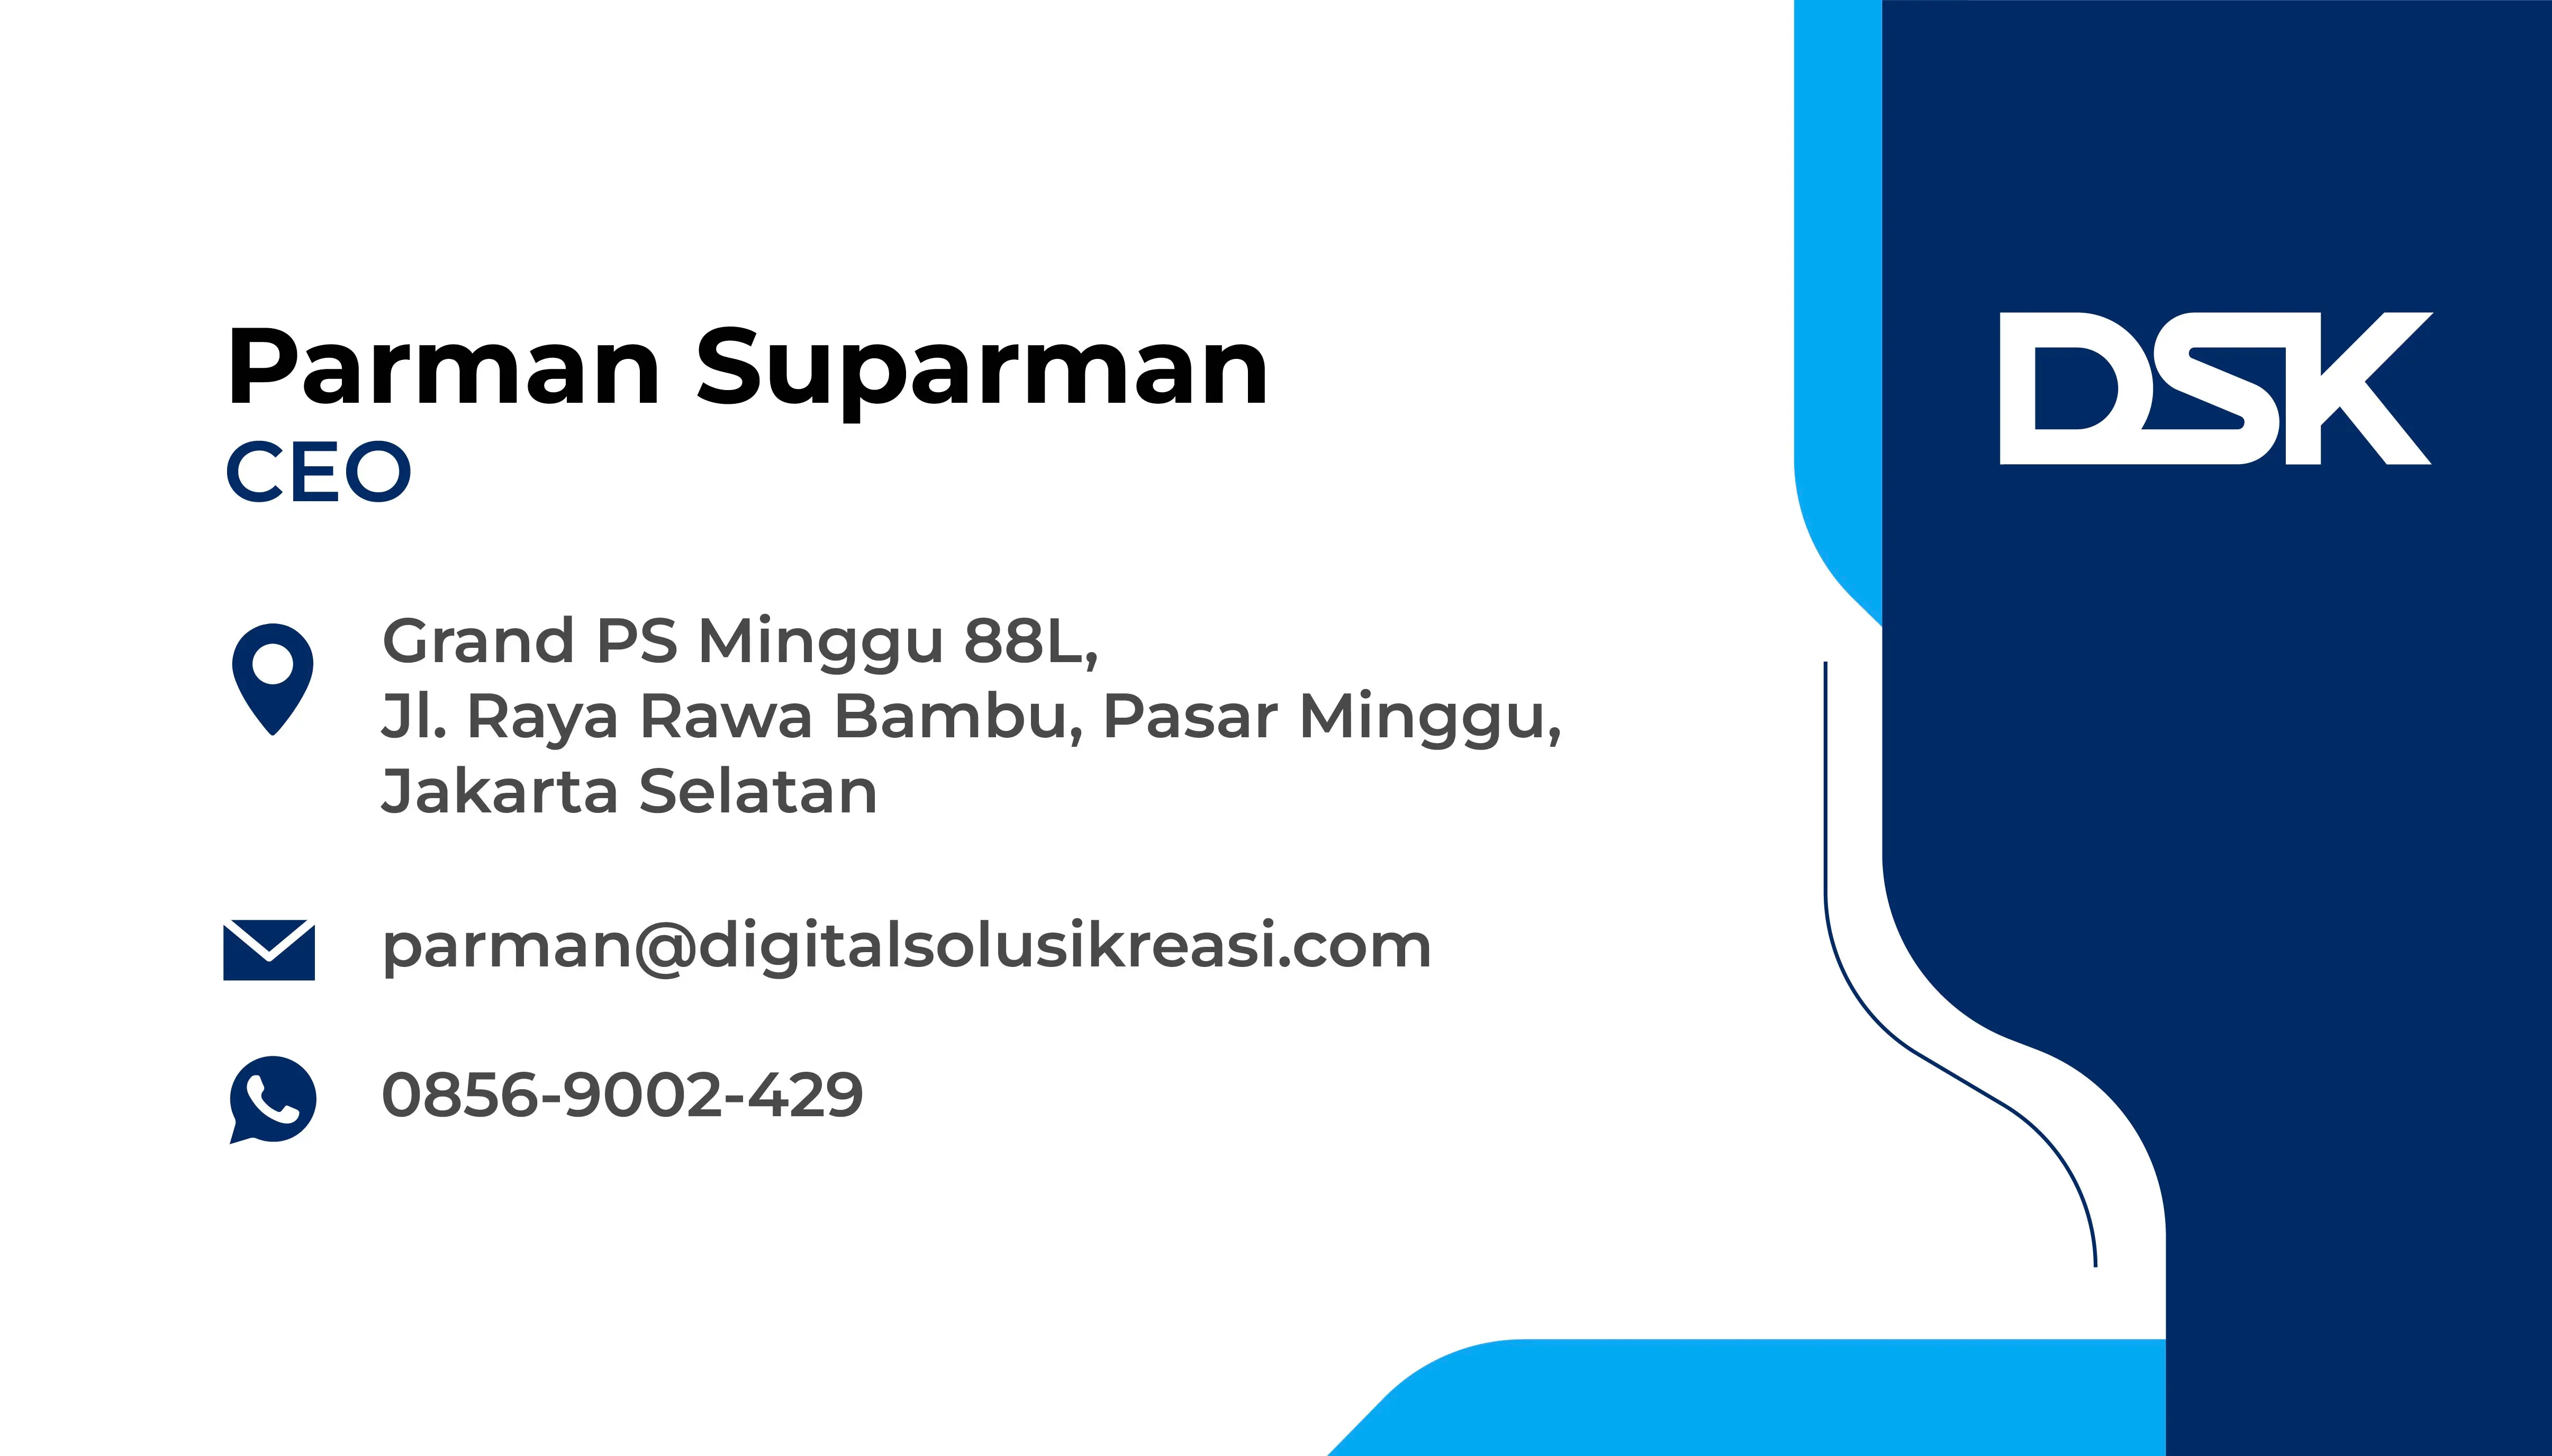 Parman Suparman
CEO
DSK
Grand PS Minggu 88L,
Jl. Raya Rawa Bambu, Pasar Minggu,
Jakarta Selatan
parman@digitalsolusikreasi.com
0856-9002-429